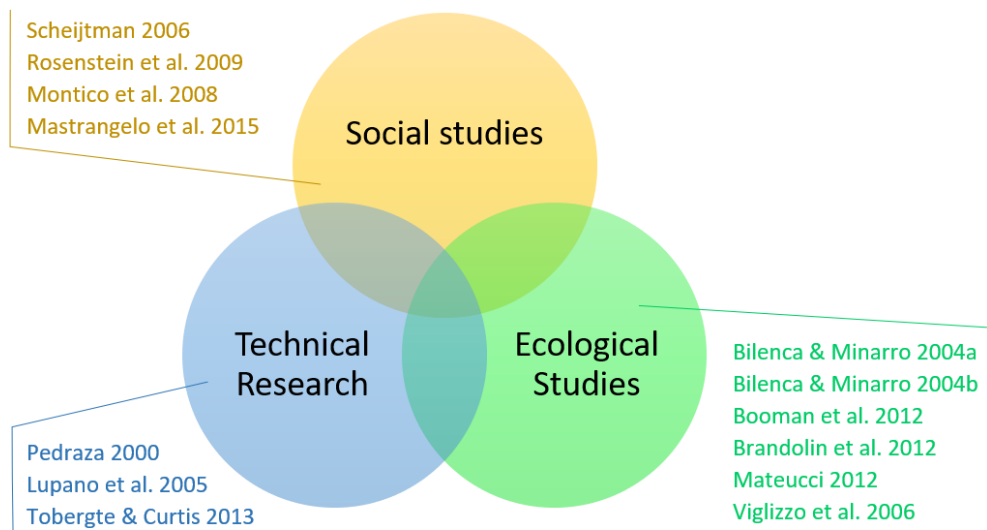 Scheijtman 2006
Rosenstein et al. 2009
Montico et al. 2008
Mastrangelo et al. 2015
Social studies
Technical
Research
Ecological
Studies
Bilenca & Minarro 2004a
Bilenca & Minarro 2004b
Booman et al. 2012
Brandolin et al. 2012
Mateucci 2012
Viglizzo et al. 2006
Pedraza 2000
Lupano et al. 2005
Tobergte & Curtis 2013